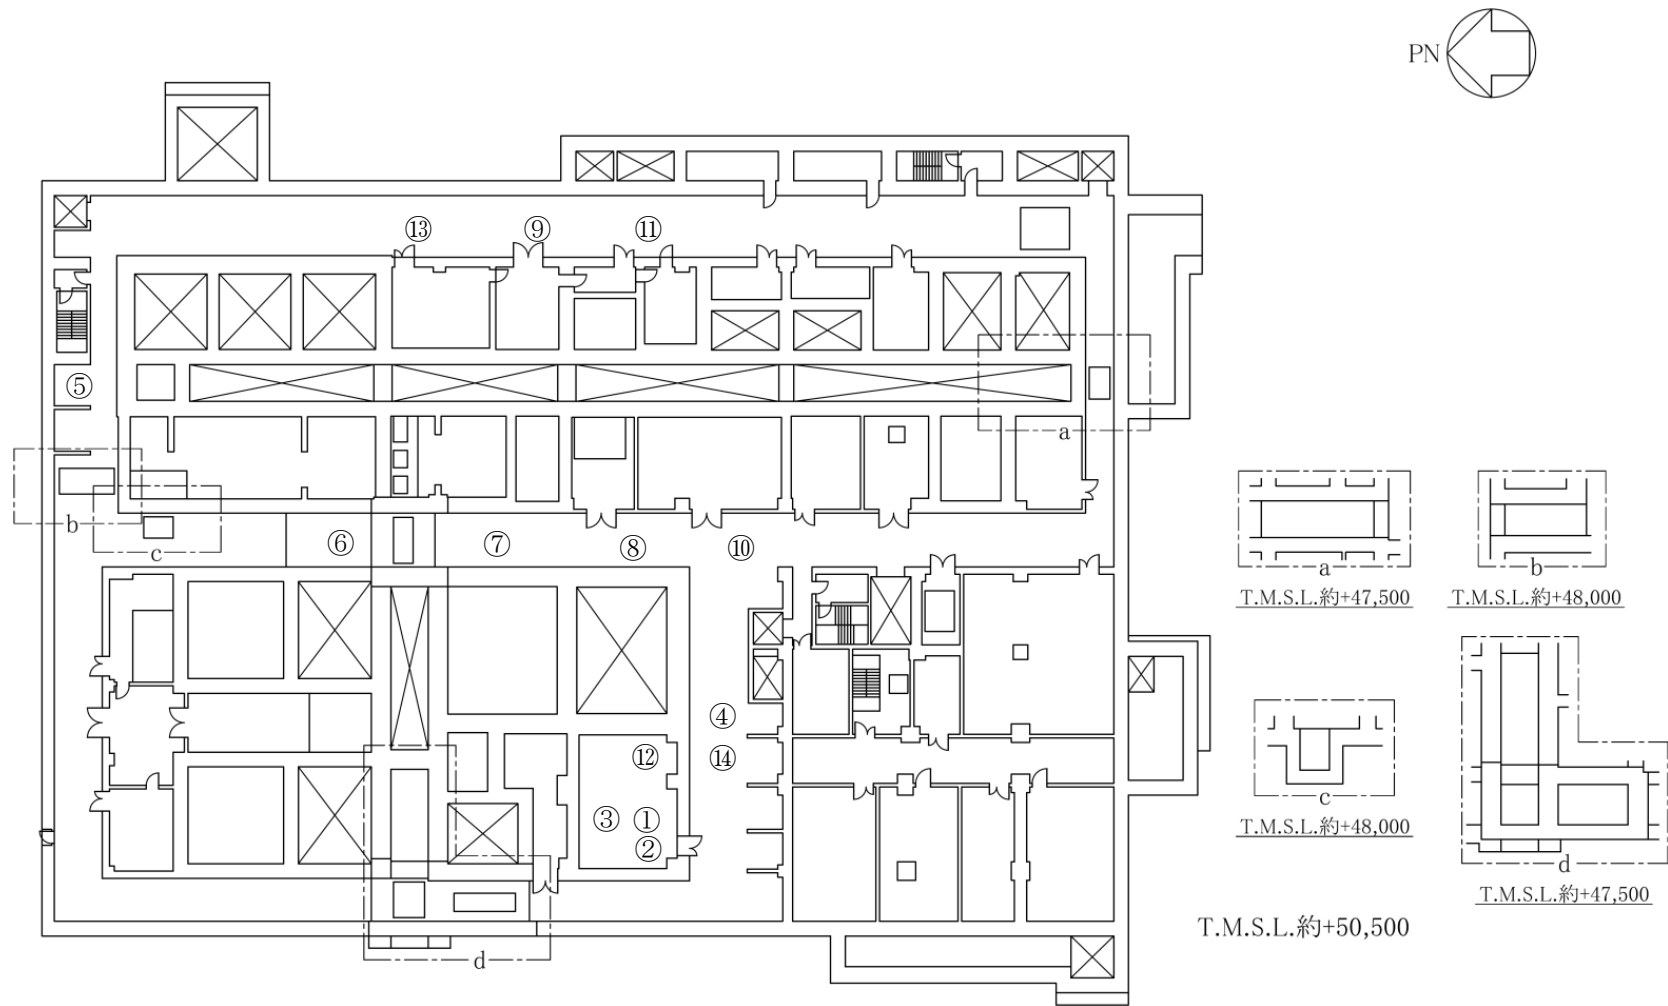 PN
⑬ ⑨ ⑪
⑤
a
b
c
⑥ ⑦ ⑧ ⑩
④
⑫ ⑭
③ ①
②
d
a
T.M.S.L.約+47,500
b
T.M.S.L.約+48,000
c
T.M.S.L.約+48,000
d
T.M.S.L.約+47,500
T.M.S.L.約+50,500